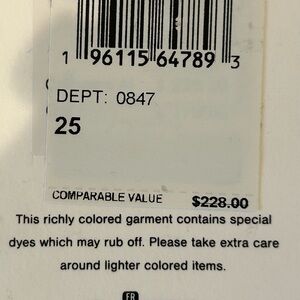 1 96115 64789 3
DEPT: 0847
25
COMPARABLE VALUE $228.00
This richly colored garment contains special
dyes which may rub off. Please take extra care
around lighter colored items.
FR